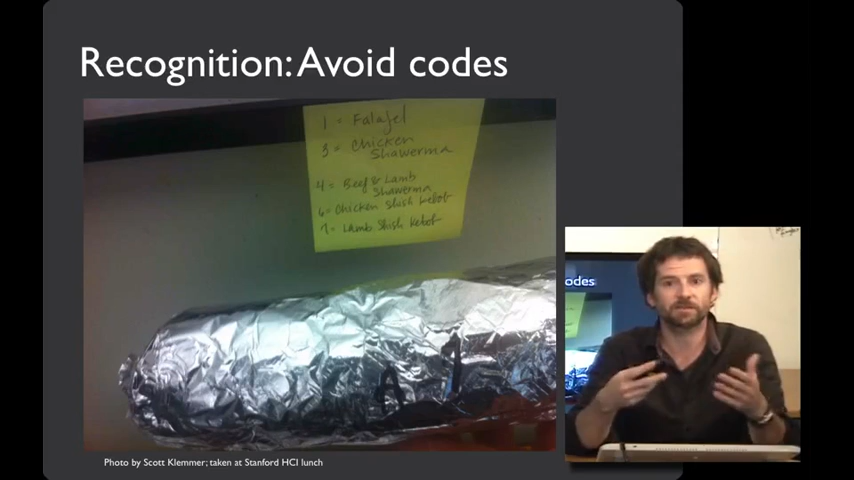 Recognition: Avoid codes
1 = Falafel
3 = Chicken
Shawerma
4 = Beef & Lamb
Shawerma
6 = Chicken Shish Kebob
7 = Lamb Shish Kebob
odes
Photo by Scott Klemmer; taken at Stanford HCI lunch